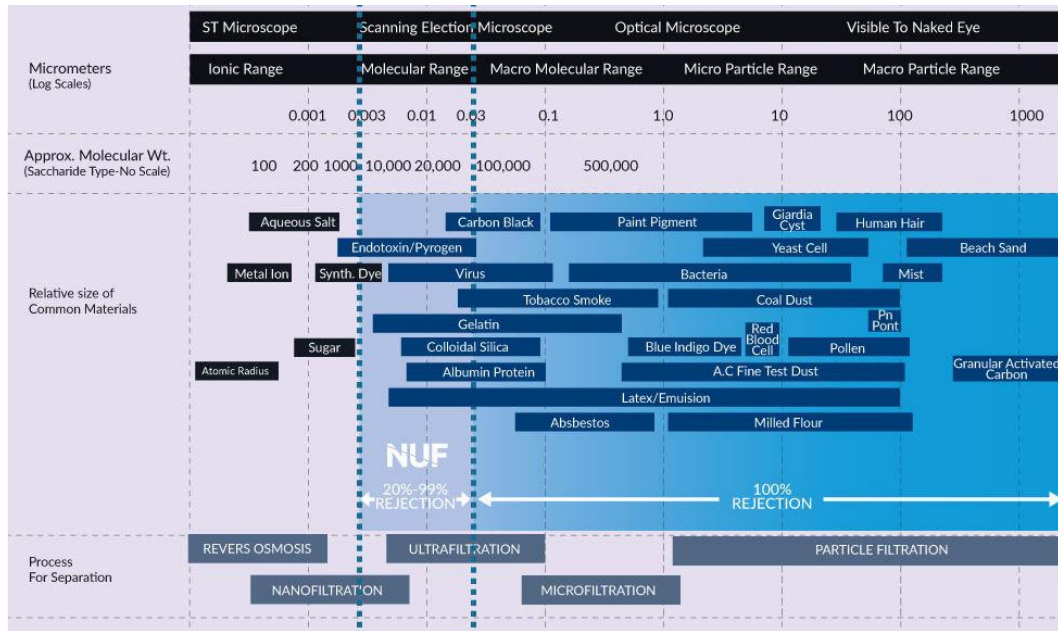 ST Microscope Scanning Election Microscope Optical Microscope Visible To Naked Eye
Micrometers
(Log Scales)
Ionic Range Molecular Range Macro Molecular Range Micro Particle Range Macro Particle Range
0.001 0.003 0.01 0.03 0.1 1.0 10 100 1000
Approx. Molecular Wt.
(Saccharide Type-No Scale)
100 200 1000 10,000 20,000 100,000 500,000
Relative size of
Common Materials
Aqueous Salt Carbon Black Paint Pigment Giardia
Cyst Human Hair
Endotoxin/Pyrogen Yeast Cell Beach Sand
Metal Ion Synth. Dye Virus Bacteria Mist
Tobacco Smoke Coal Dust
Gelatin Pn
Pont
Sugar Colloidal Silica Blue Indigo Dye Red
Blood
Cell Pollen
Atomic Radius Albumin Protein A.C Fine Test Dust Granular Activated
Carbon
Latex/Emuision
Absbestos Milled Flour
NUF
20%-99%
REJECTION
100%
REJECTION
Process
For Separation
REVERS OSMOSIS ULTRAFILTRATION PARTICLE FILTRATION
NANOFILTRATION MICROFILTRATION